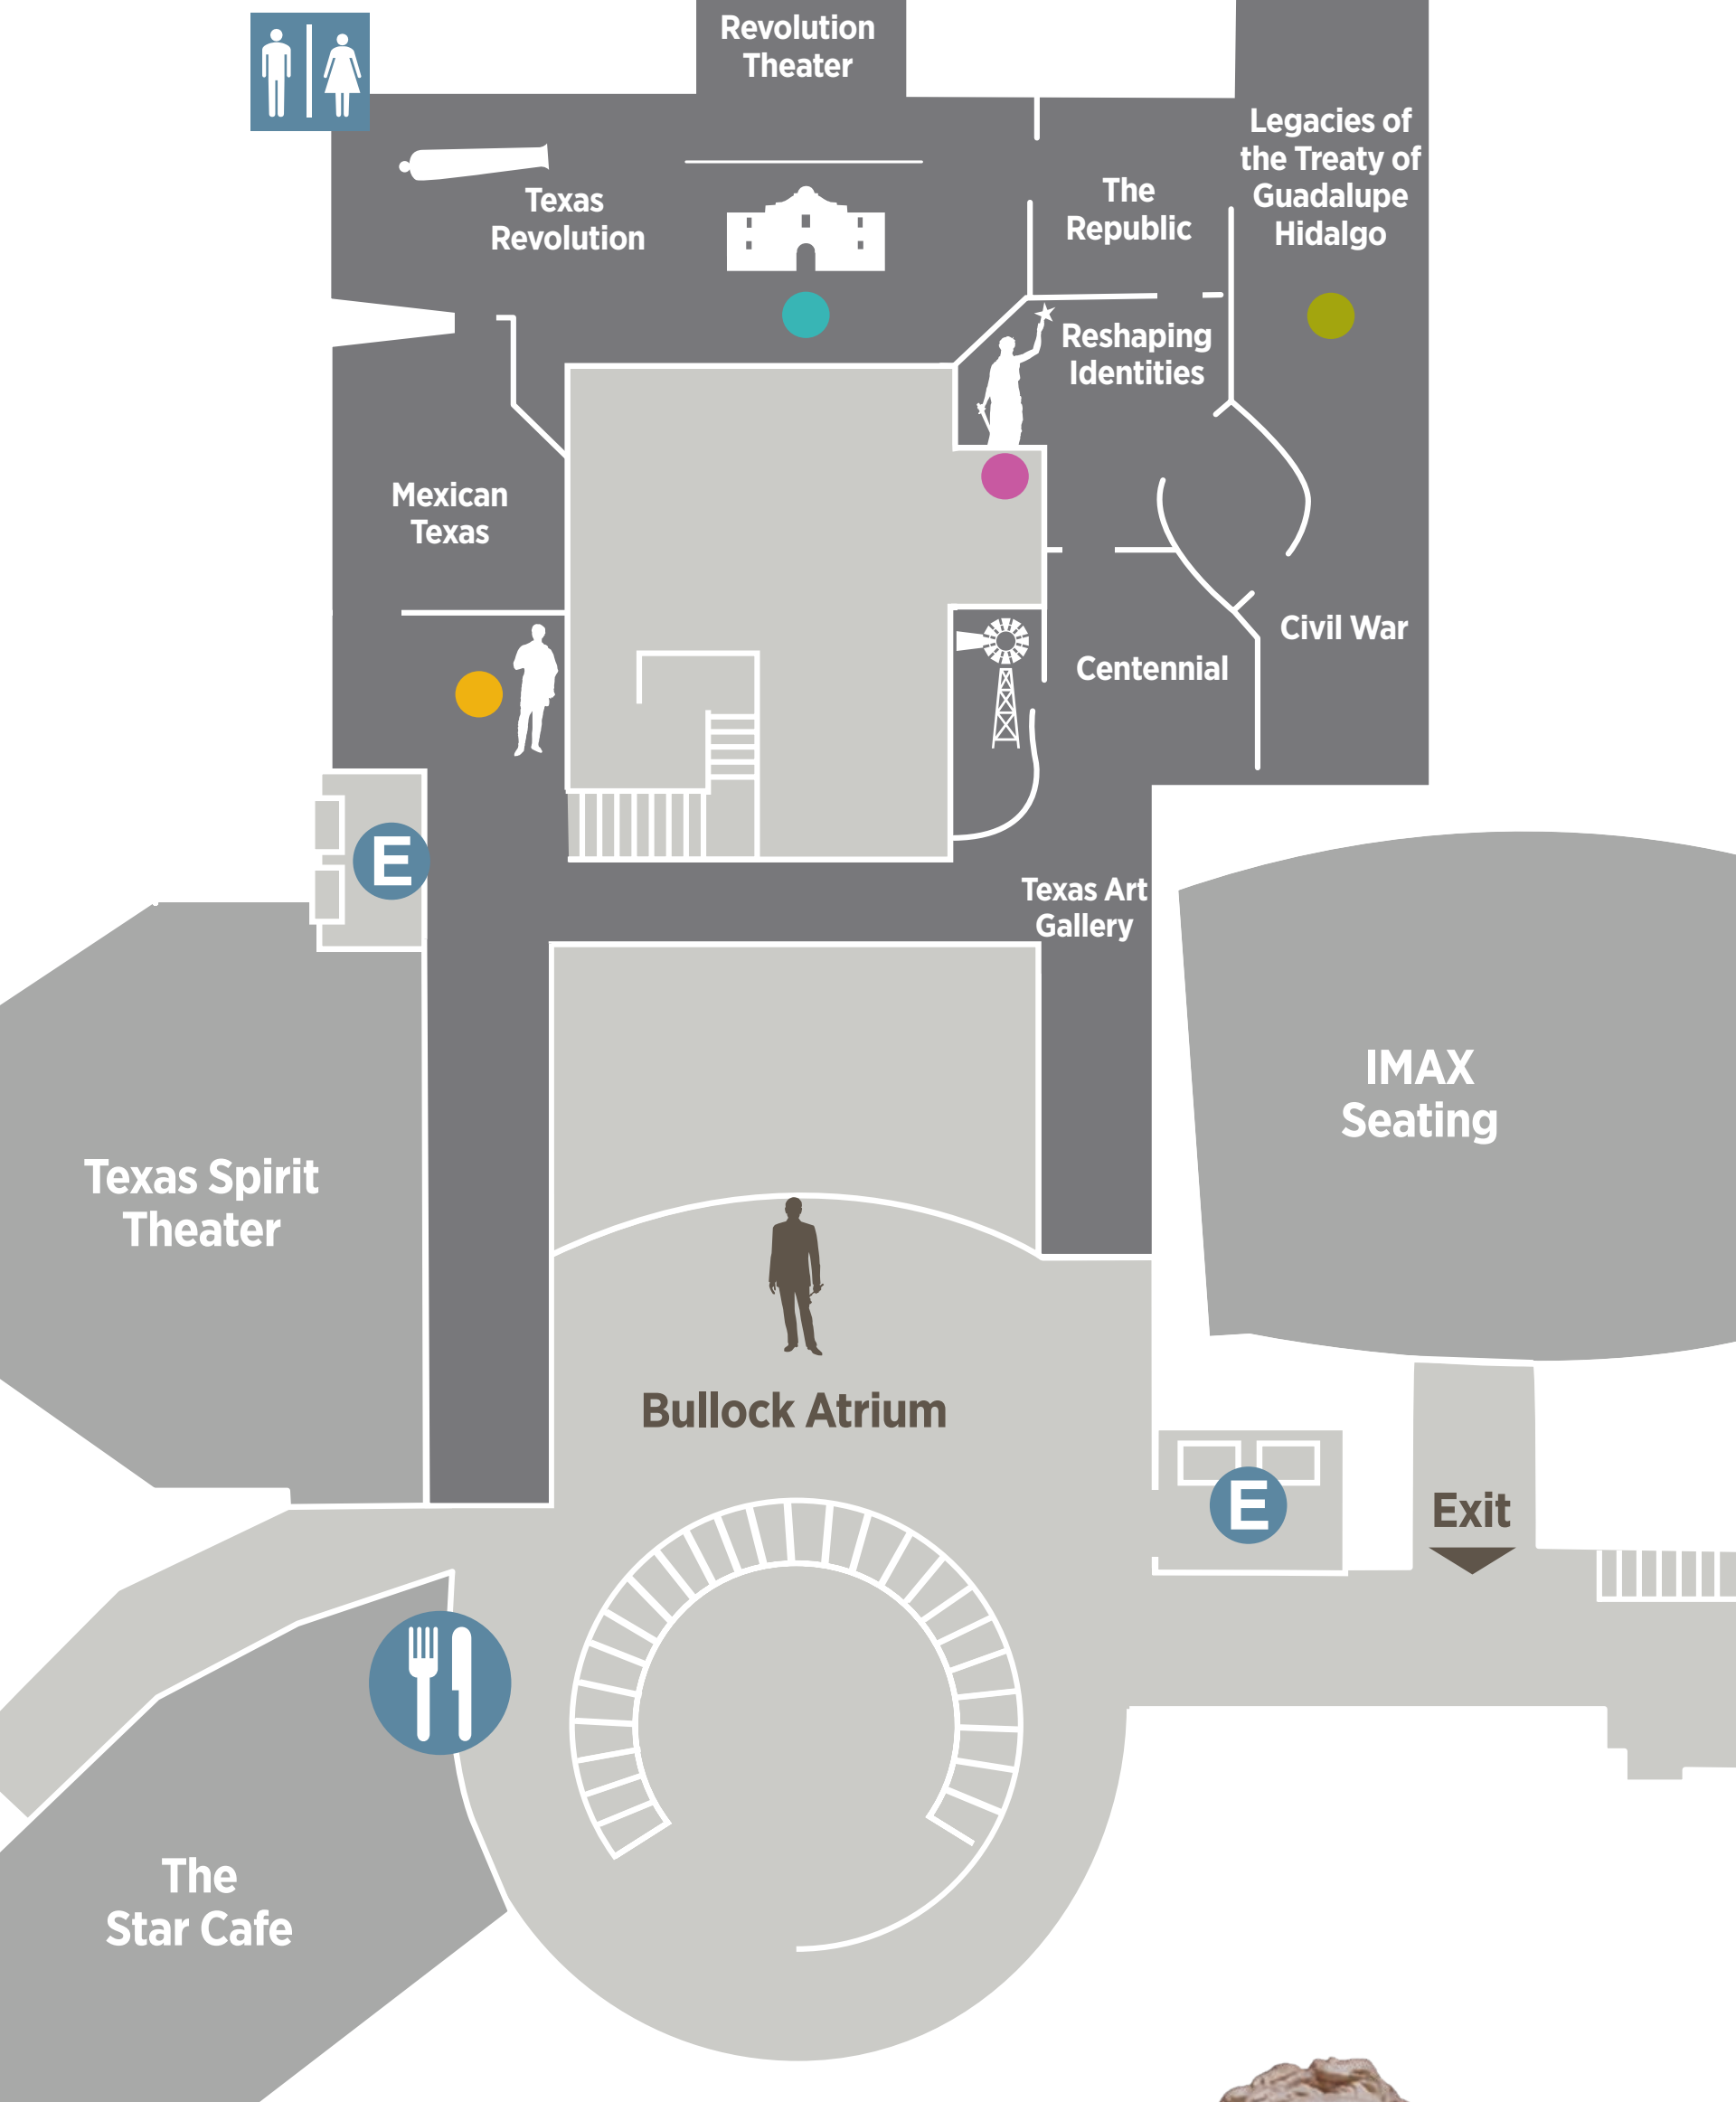 Revolution
Theater
Legacies of
the Treaty of
Guadalupe
Hidalgo
Texas
Revolution
The
Republic
Reshaping
Identities
Mexican
Texas
Civil War
Centennial
E
Texas Art
Gallery
IMAX
Seating
Texas Spirit
Theater
Bullock Atrium
E
Exit
The
Star Cafe